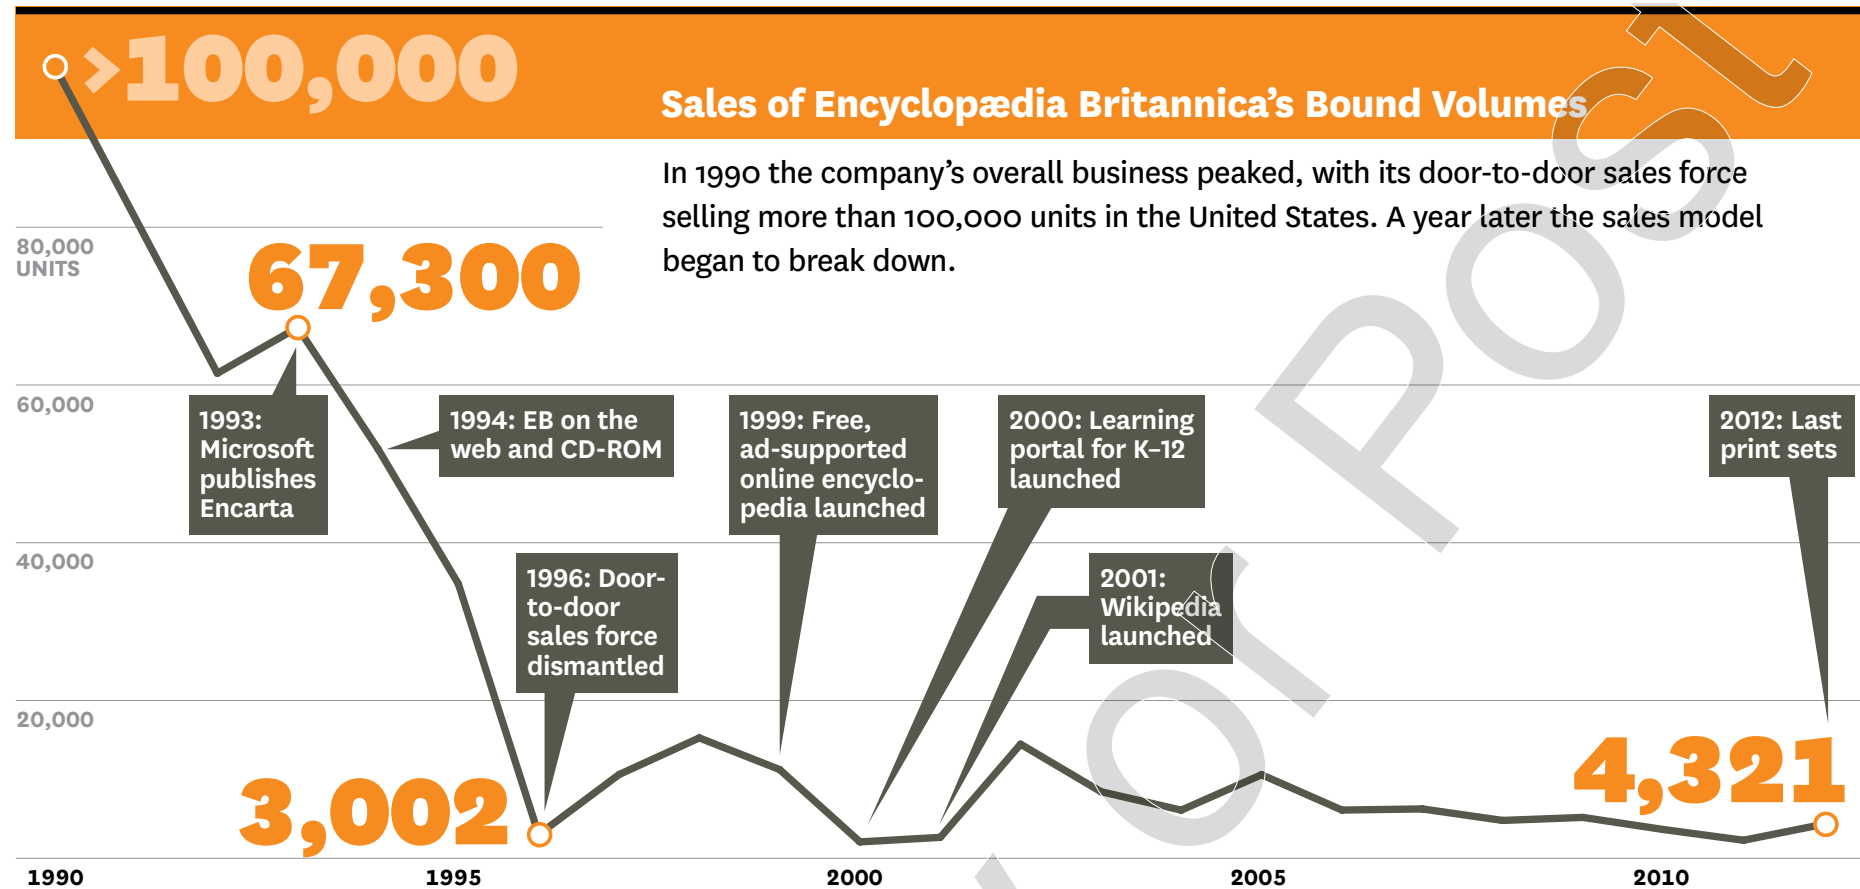 >100,000
Sales of Encyclopædia Britannica's Bound Volumes
In 1990 the company's overall business peaked, with its door-to-door sales force
selling more than 100,000 units in the United States. A year later the sales model
began to break down.
80,000
UNITS
67,300
60,000
1993:
Microsoft
publishes
Encarta
1994: EB on the
web and CD-ROM
1999: Free,
ad-supported
online encyclo-
pedia launched
2000: Learning
portal for K–12
launched
2012: Last
print sets
40,000
1996: Door-
to-door
sales force
dismantled
2001:
Wikipedia
launched
20,000
3,002
4,321
1990
1995
2000
2005
2010
or Post